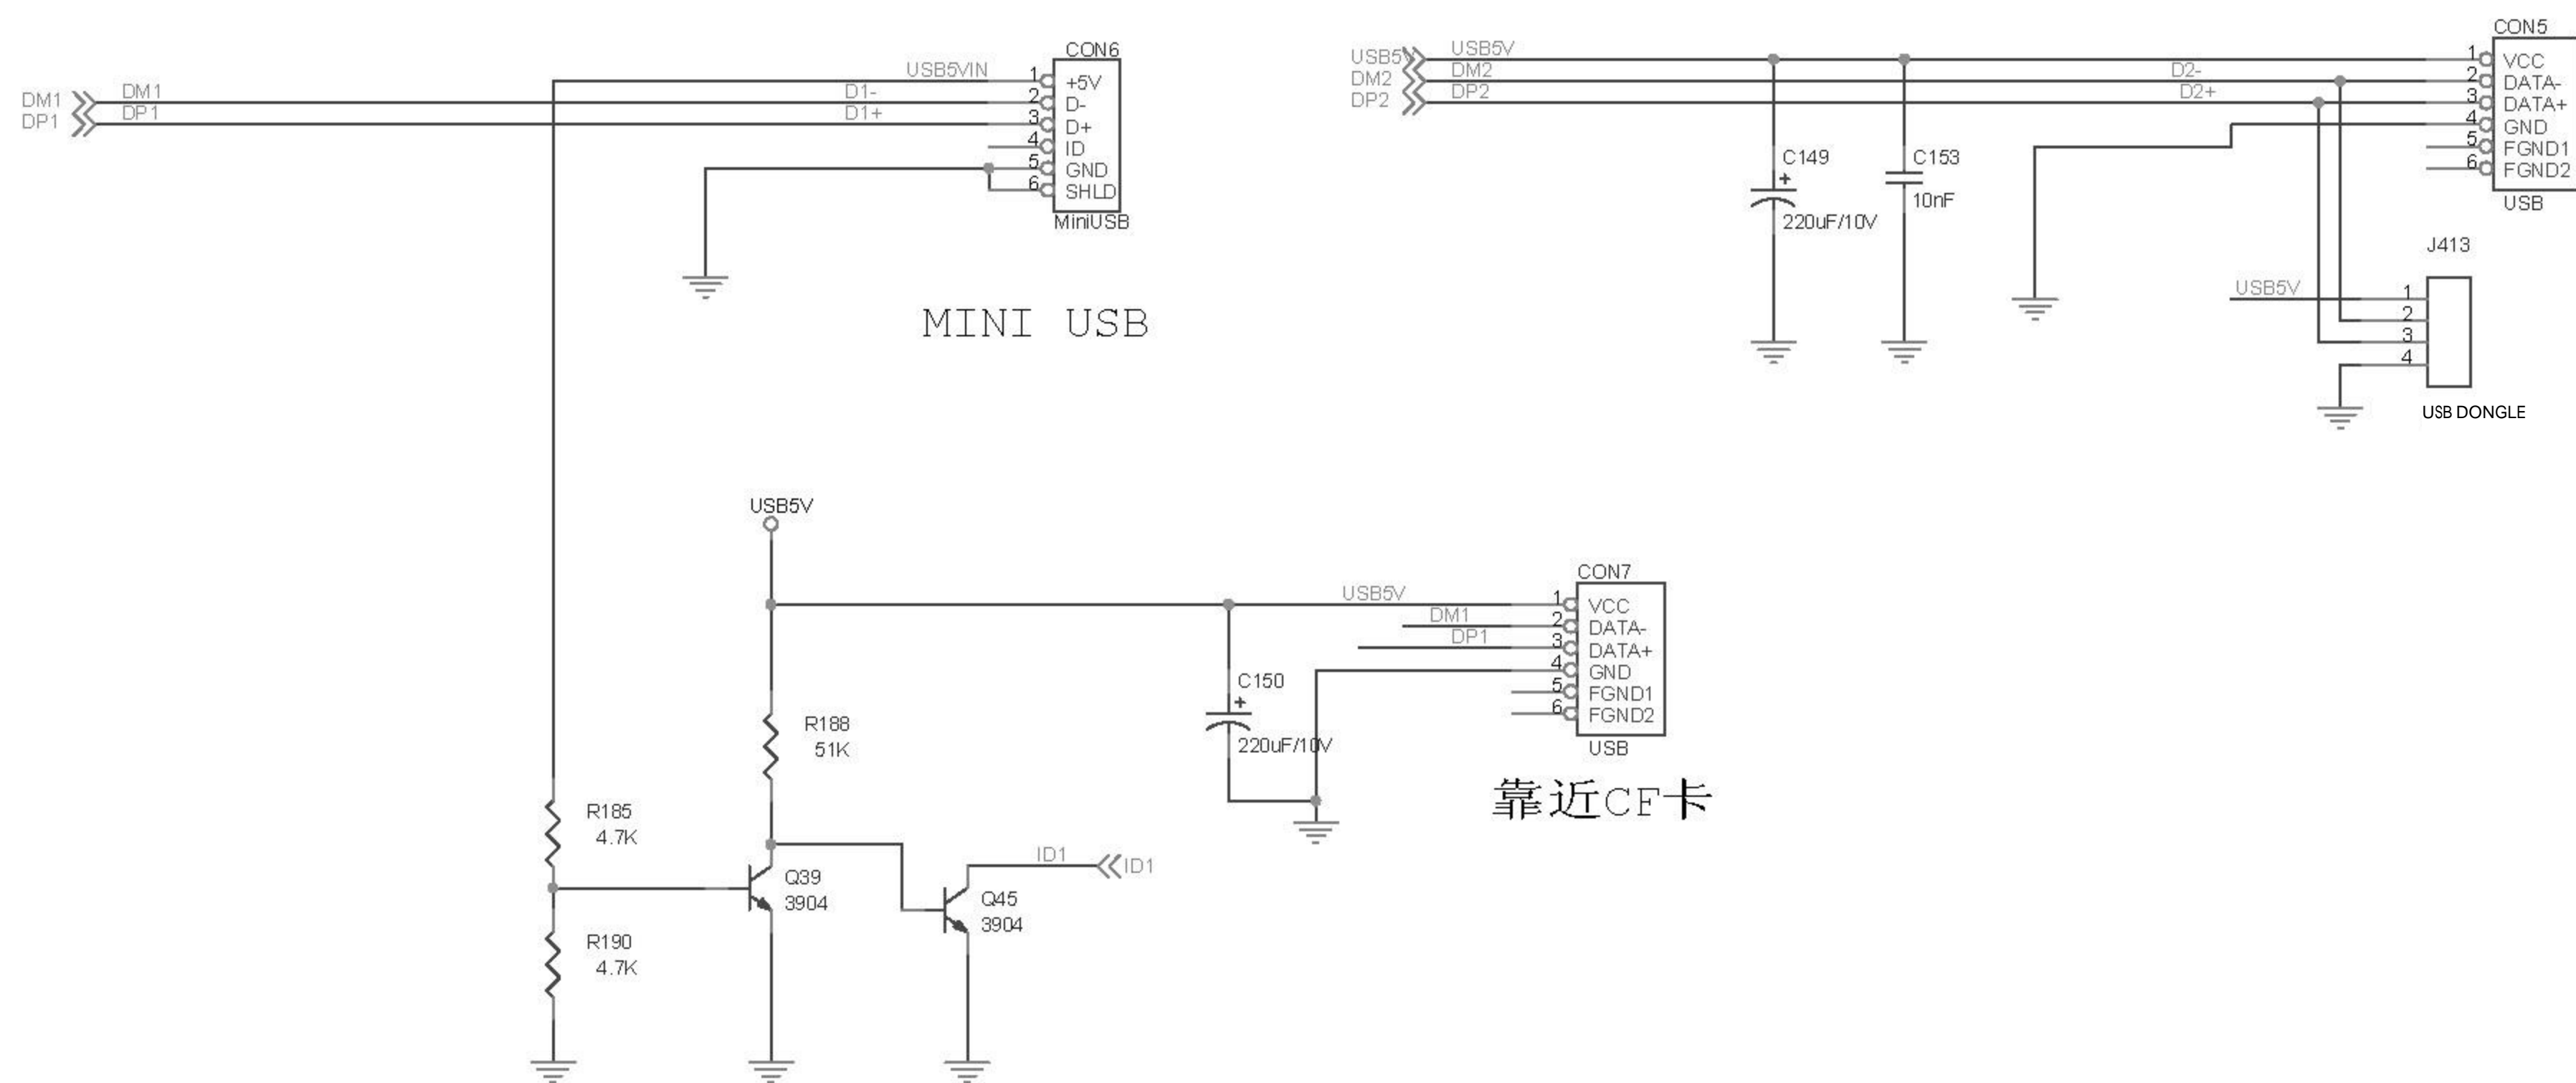 CON6
USB5VIN
1
+5V
DM1
DM1
D1-
2
D-
DP1
DP1
D1+
3
D+
4
ID
5
GND
6
SHLD
MiniUSB
MINI USB
CON5
USB5V
USB5V
1
VCC
DM2
DM2
D2-
2
DATA-
DP2
DP2
D2+
3
DATA+
4
GND
5
FGND1
6
FGND2
USB
C149
+
220uF/10V
C153
10nF
J413
USB5V
1
2
3
4
USB DONGLE
USB5V
CON7
USB5V
1
VCC
DM1
2
DATA-
DP1
3
DATA+
4
GND
5
FGND1
6
FGND2
USB
C150
+
220uF/10V
靠近CF卡
R188
51K
R185
4.7K
Q39
3904
ID1
ID1
Q45
3904
R190
4.7K